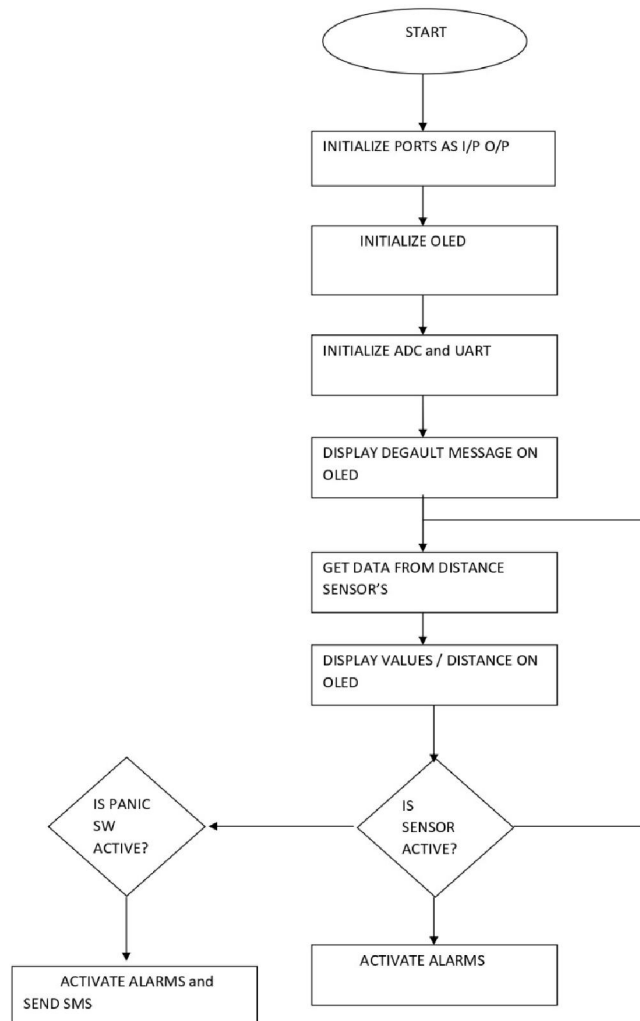 START
INITIALIZE PORTS AS I/P O/P
INITIALIZE OLED
INITIALIZE ADC and UART
DISPLAY DEGAULT MESSAGE ON
OLED
GET DATA FROM DISTANCE
SENSOR'S
DISPLAY VALUES / DISTANCE ON
OLED
IS PANIC
SW
ACTIVE?
IS
SENSOR
ACTIVE?
ACTIVATE ALARMS and
SEND SMS
ACTIVATE ALARMS